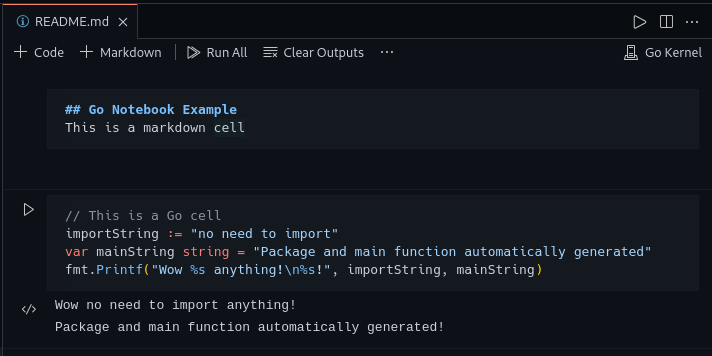 README.md
Code Markdown Run All Clear Outputs ... Go Kernel
## Go Notebook Example
This is a markdown cell
// This is a Go cell
importString := "no need to import"
var mainString string = "Package and main function automatically generated"
fmt.Printf("Wow %s anything!\n%s!", importString, mainString)
Wow no need to import anything!
Package and main function automatically generated!